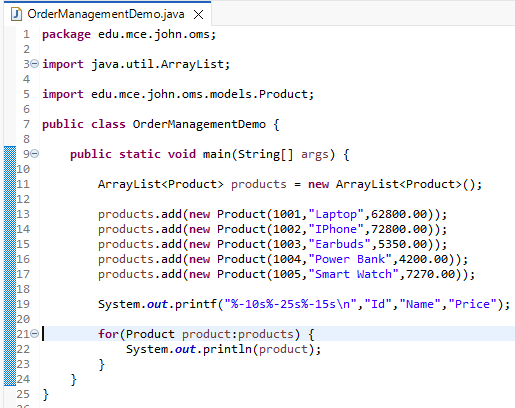 OrderManagementDemo.java
1 package edu.mce.john.oms;
2
3 import java.util.ArrayList;
4
5 import edu.mce.john.oms.models.Product;
6
7 public class OrderManagementDemo {
8
9     public static void main(String[] args) {
10
11         ArrayList<Product> products = new ArrayList<Product>();
12
13         products.add(new Product(1001,"Laptop",62800.00));
14         products.add(new Product(1002,"IPhone",72800.00));
15         products.add(new Product(1003,"Earbuds",5350.00));
16         products.add(new Product(1004,"Power Bank",4200.00));
17         products.add(new Product(1005,"Smart Watch",7270.00));
18
19         System.out.printf("%-10s%-25s%-15s\n","Id","Name","Price");
20
21         for(Product product:products) {
22             System.out.println(product);
23         }
24     }
25 }